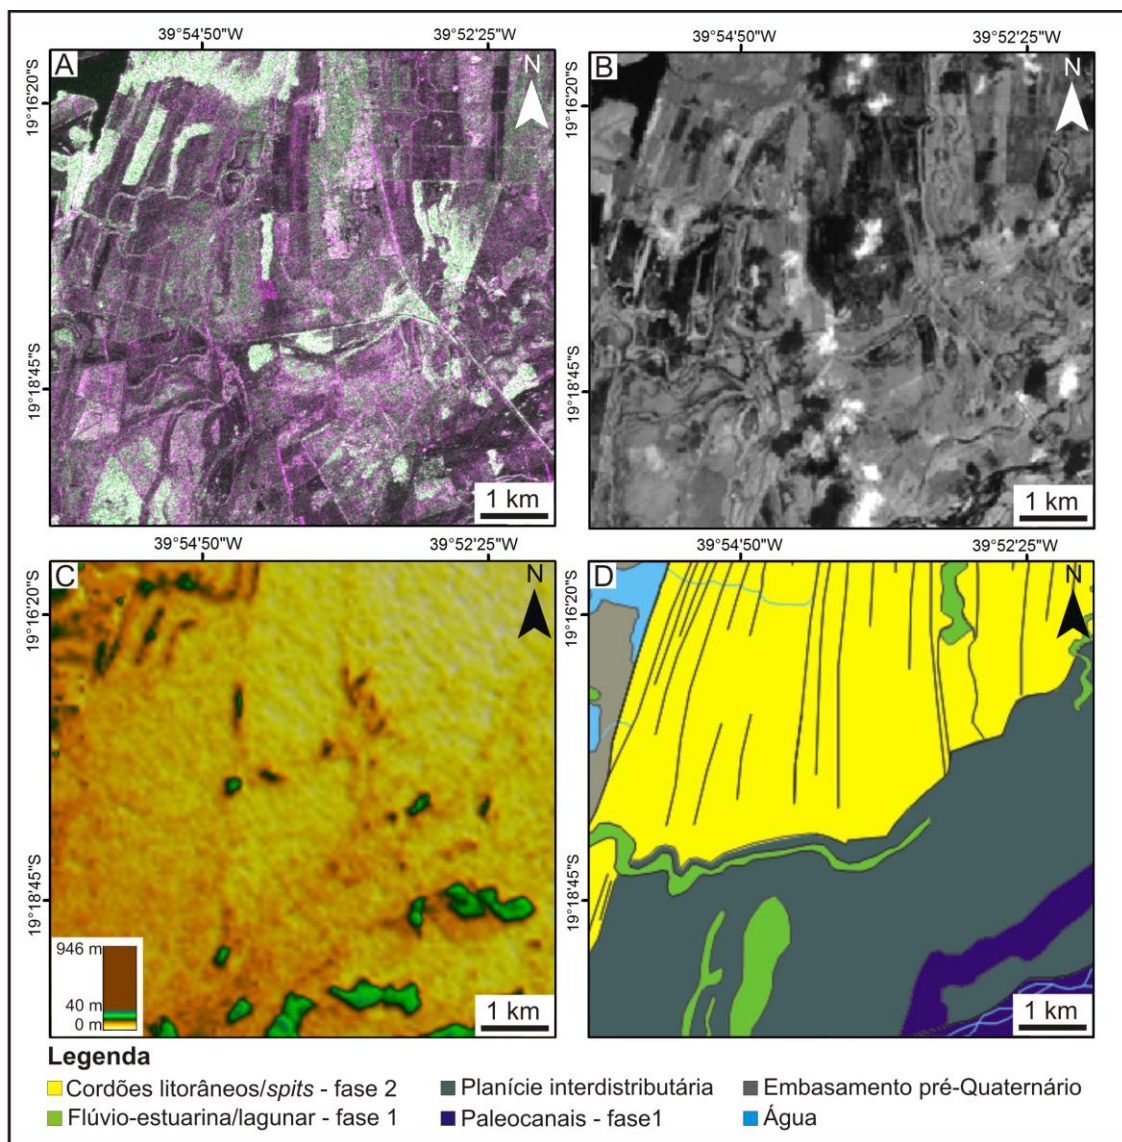 39°54'50"W
39°52'25"W
39°54'50"W
39°52'25"W
A
N
B
N
19°16'20"S
19°16'20"S
19°18'45"S
19°18'45"S
1 km
1 km
39°54'50"W
39°52'25"W
39°54'50"W
39°52'25"W
C
N
D
N
19°16'20"S
19°16'20"S
19°18'45"S
19°18'45"S
946 m
40 m
0 m
1 km
1 km
Legenda
Cordões litorâneos/spits - fase 2
Planície interdistributária
Embasamento pré-Quaternário
Flúvio-estuarina/lagunar - fase 1
Paleocanais - fase1
Água